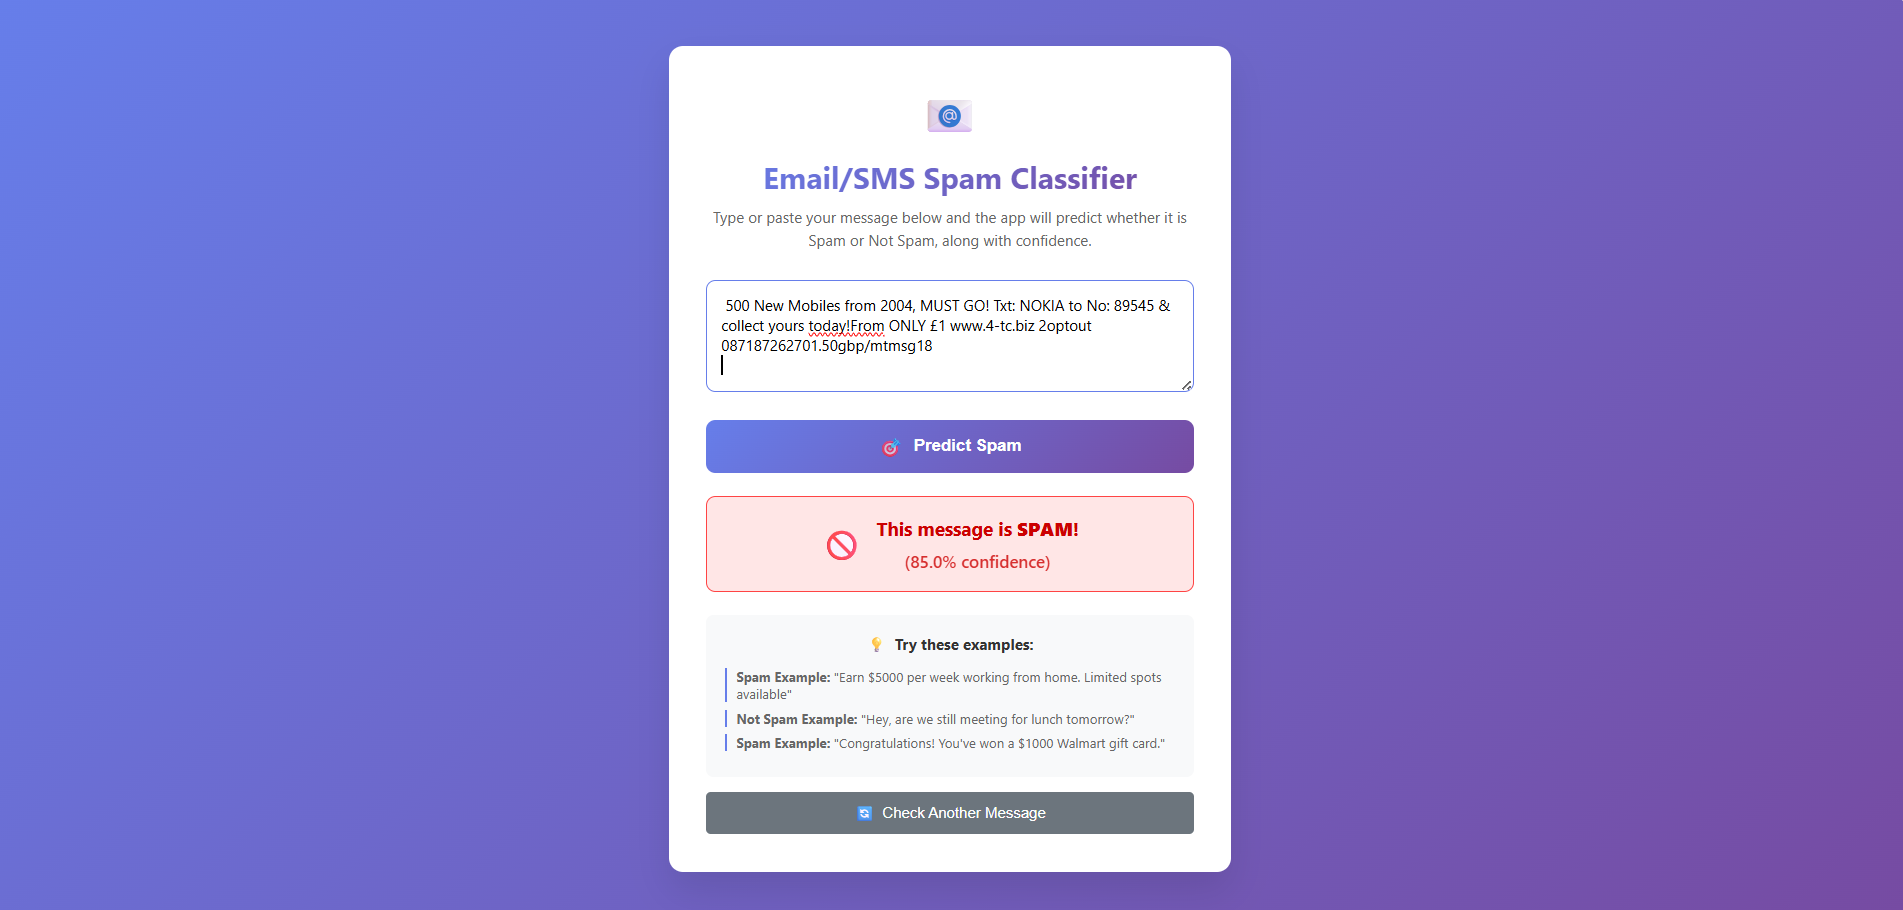 Email/SMS Spam Classifier
Type or paste your message below and the app will predict whether it is
Spam or Not Spam, along with confidence.
500 New Mobiles from 2004, MUST GO! Txt: NOKIA to No: 89545 &
collect yours today!From ONLY £1 www.4-tc.biz 2optout
087187262701.50gbp/mtmsg18
Predict Spam
This message is SPAM!
(85.0% confidence)
Try these examples:
Spam Example: "Earn $5000 per week working from home. Limited spots
available"
Not Spam Example: "Hey, are we still meeting for lunch tomorrow?"
Spam Example: "Congratulations! You've won a $1000 Walmart gift card."
Check Another Message